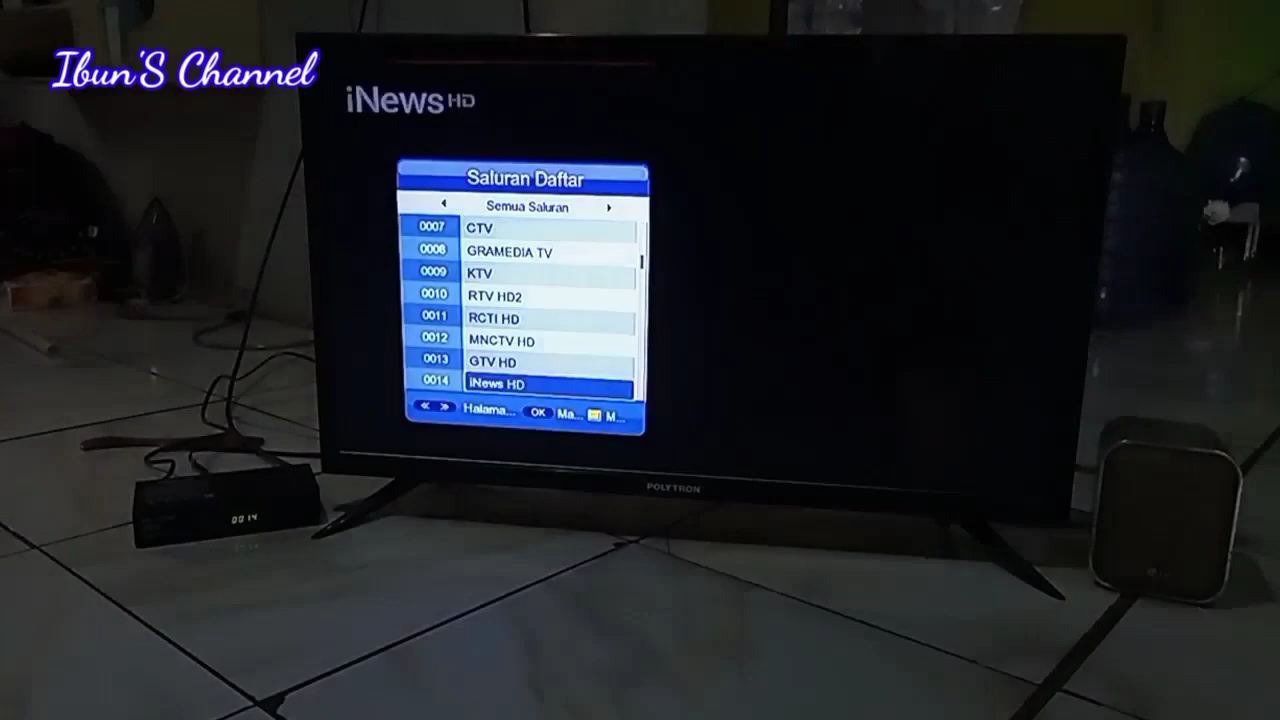 Ibun'S Channel
iNews HD
Saluran Daftar
Semua Saluran
0007 CTV
0008 GRAMEDIA TV
0009 KTV
0010 RTV HD2
0011 RCTI HD
0012 MNCTV HD
0013 GTV HD
0014 iNews HD
Halama... OK Ma... M...
POLYTRON
0014